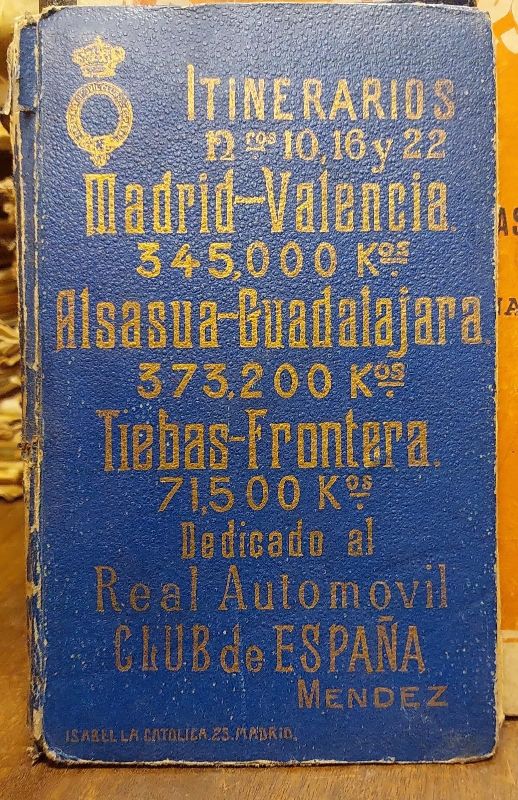 ITINERARIOS
nros 10, 16 y 22
Madrid-Valencia.
345,000 Kos
Alsasua-Guadalajara.
373,200 Kos
Tiebas-Frontera.
71,500 Kos
Dedicado al
Real Automovil
CLUB de ESPAÑA
MENDEZ
ISABEL LA CATOLICA. 25. MADRID.